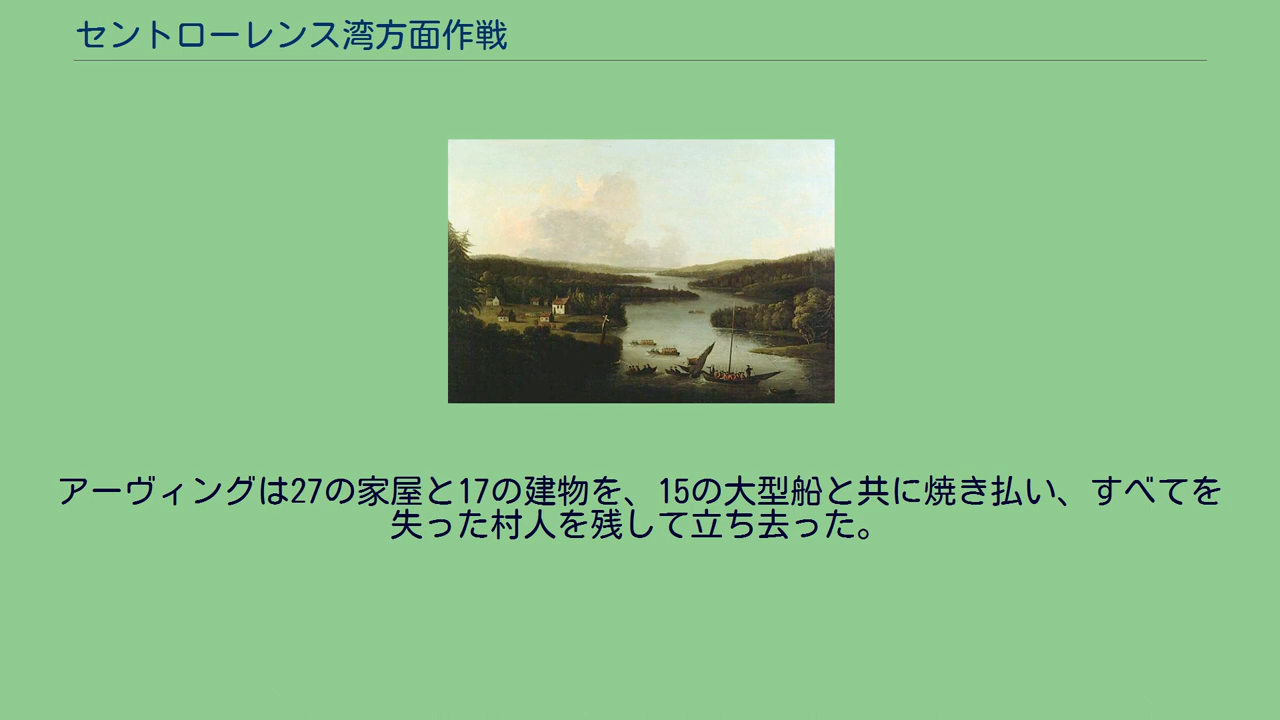 セントローレンス湾方面作戦
アーヴィングは27の家屋と17の建物を、15の大型船と共に焼き払い、すべてを
失った村人を残して立ち去った。